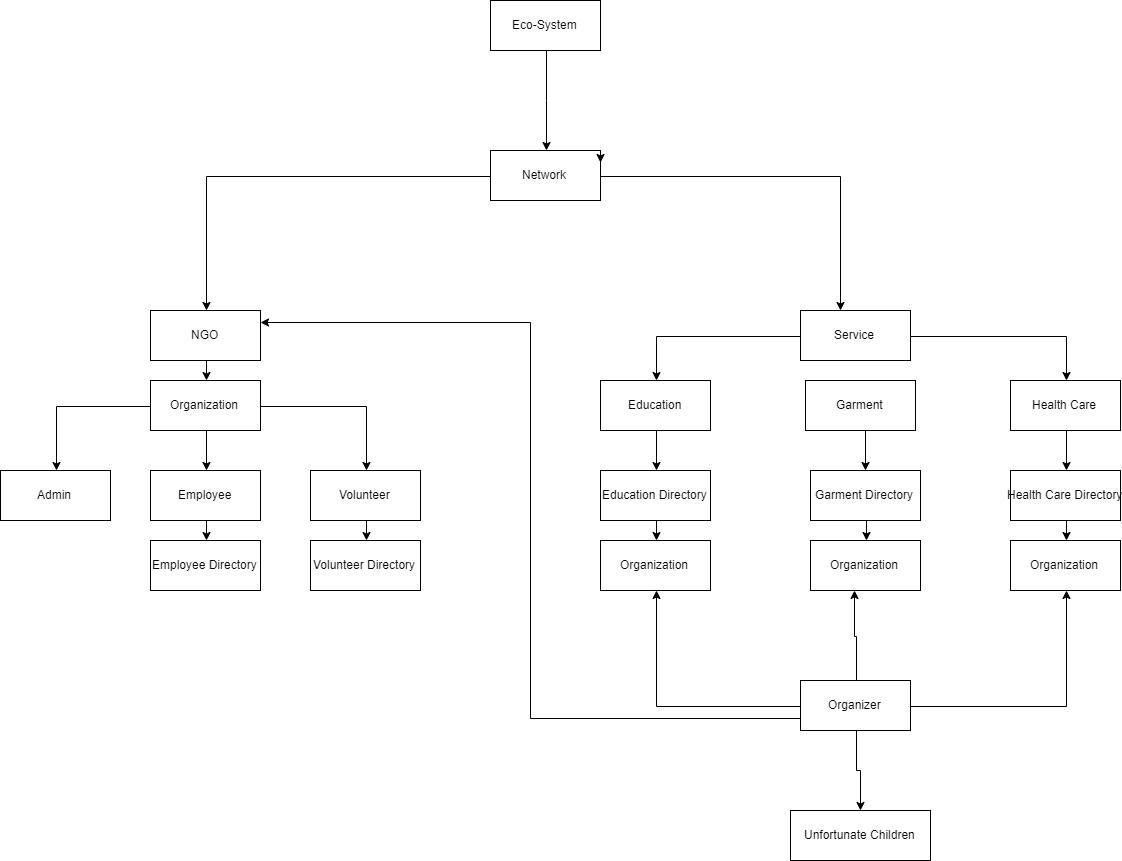 Eco-System
Network
NGO
Service
Organization
Education
Garment
Health Care
Admin
Employee
Volunteer
Education Directory
Garment Directory
Health Care Directory
Employee Directory
Volunteer Directory
Organization
Organization
Organization
Organizer
Unfortunate Children